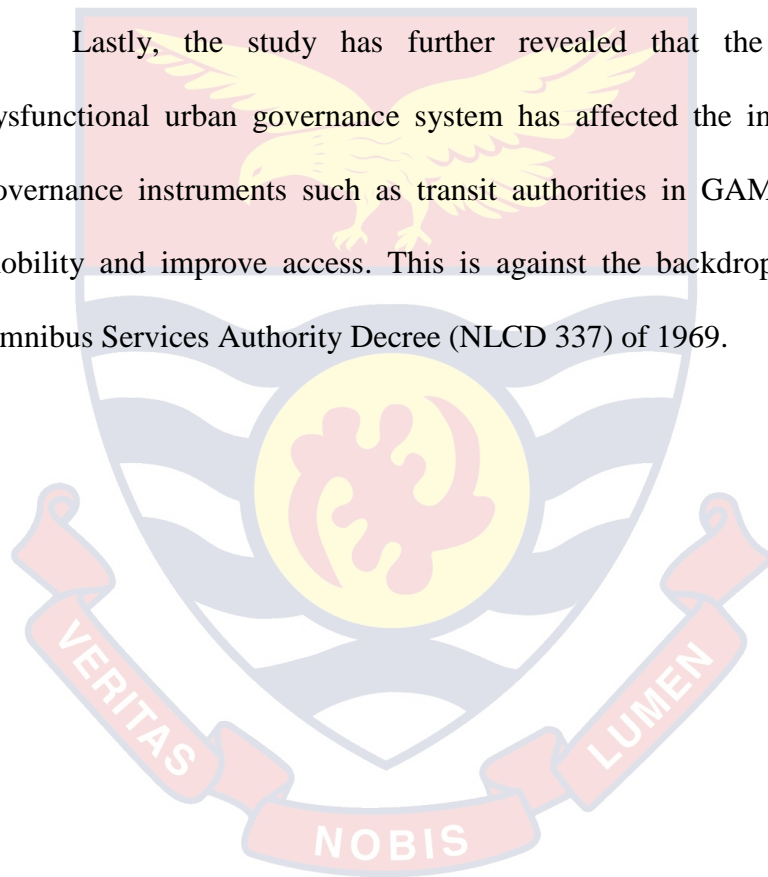 Lastly, the study has further revealed that the
ysfunctional urban governance system has affected the in
overnance instruments such as transit authorities in GAM
nobility and improve access. This is against the backdrop
mnibus Services Authority Decree (NLCD 337) of 1969.
VERITAS
NOBIS
LUMEN